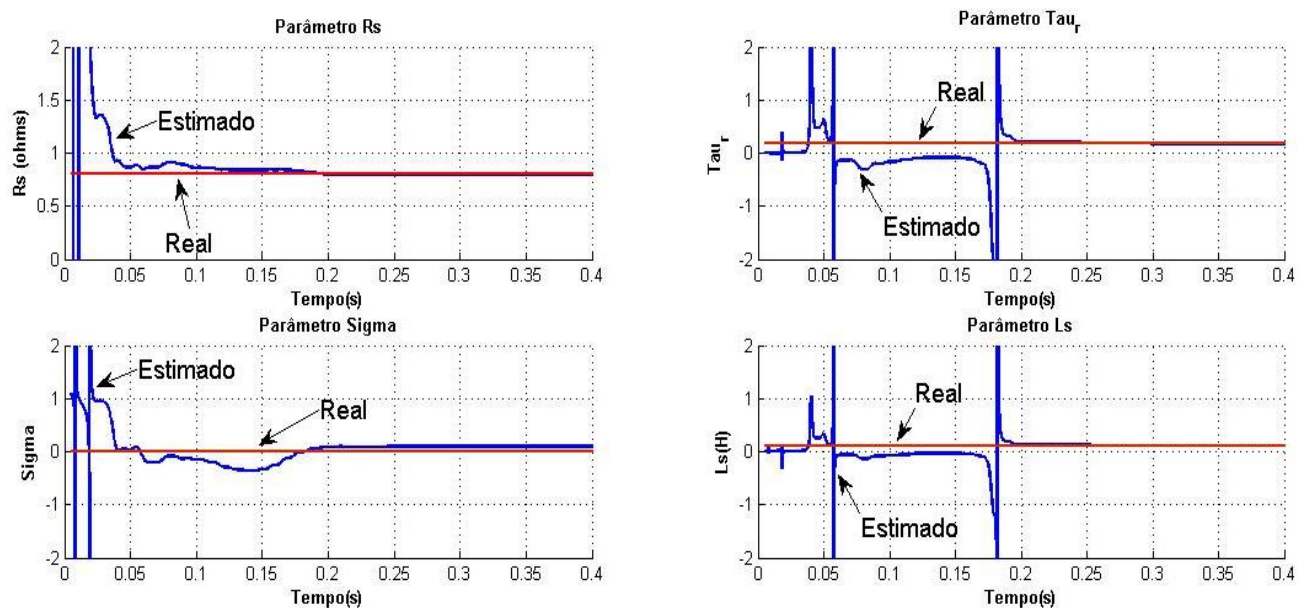 Parâmetro Rs
2
1.5
1
0.5
0
Rs (ohms)
Estimado
Real
0
0.05
0.1
0.15
0.2
0.25
0.3
0.35
0.4
Tempo(s)
Parâmetro Tau_r
2
1
0
-1
-2
Tau_r
Real
Estimado
0
0.05
0.1
0.15
0.2
0.25
0.3
0.35
0.4
Tempo(s)
Parâmetro Sigma
2
1
0
-1
-2
Sigma
Estimado
Real
0
0.05
0.1
0.15
0.2
0.25
0.3
0.35
0.4
Tempo(s)
Parâmetro Ls
2
1
0
-1
-2
Ls(H)
Real
Estimado
0
0.05
0.1
0.15
0.2
0.25
0.3
0.35
0.4
Tempo(s)